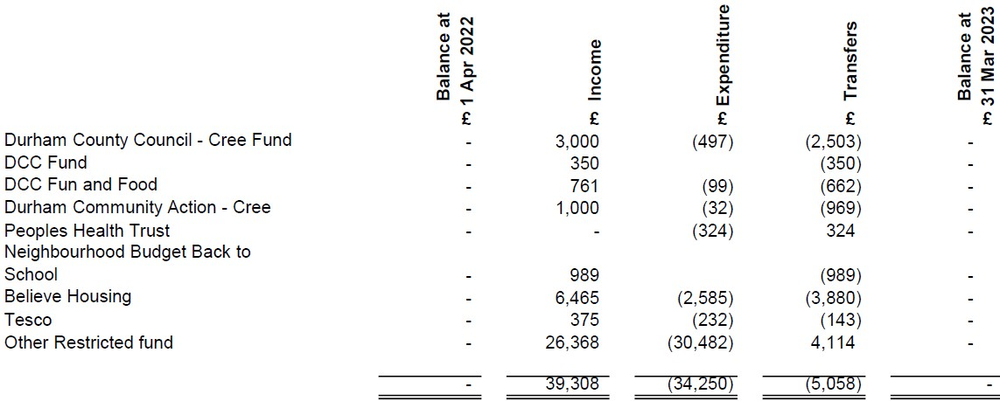 Balance at £ 1 Apr 2022 £ Income £ Expenditure £ Transfers Balance at £ 31 Mar 2023
Durham County Council - Cree Fund - 3,000 (497) (2,503) -
DCC Fund - 350 (350) -
DCC Fun and Food - 761 (99) (662) -
Durham Community Action - Cree - 1,000 (32) (969) -
Peoples Health Trust - - (324) 324 -
Neighbourhood Budget Back to
School - 989 (989) -
Believe Housing - 6,465 (2,585) (3,880) -
Tesco - 375 (232) (143) -
Other Restricted fund - 26,368 (30,482) 4,114 -
- 39,308 (34,250) (5,058) -